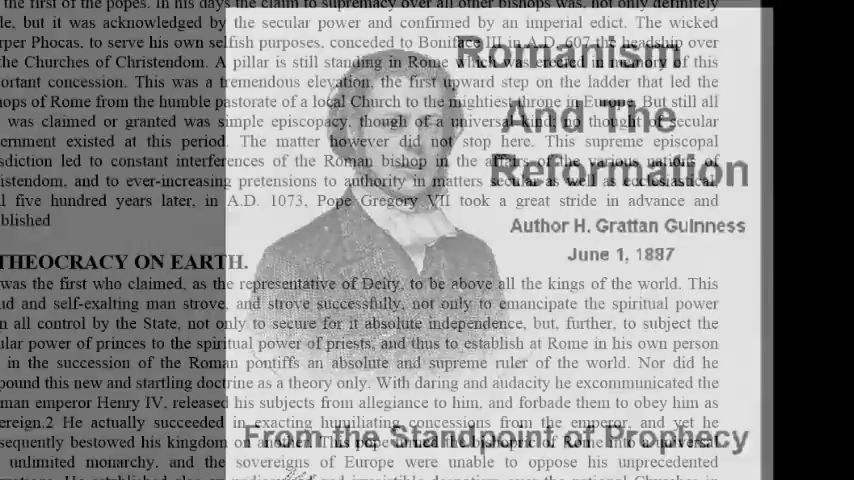 the first of the popes. In his days the claim to supremacy over all other bishops was, not only definitely
le, but it was acknowledged by the secular power and confirmed by an imperial edict. The wicked
rper Phocas, to serve his own selfish purposes, conceded to Boniface III in A.D. 607 the headship over
the Churches of Christendom. A pillar is still standing in Rome which was erected in memory of this
ortant concession. This was a tremendous elevation, the first upward step on the ladder that led the
hops of Rome from the humble pastorate of a local Church to the mightiest throne in Europe. But still all
was claimed or granted was simple episcopacy, though of a universal kind; no thought of secular
ernment existed at this period. The matter however did not stop here. This supreme episcopal
sdiction led to constant interferences of the Roman bishop in the affairs of the various nations of
istendom, and to ever-increasing pretensions to authority in matters secular as well as ecclesiastical,
il five hundred years later, in A.D. 1073, Pope Gregory VII took a great stride in advance and
blished
THEOCRACY ON EARTH.
was the first who claimed, as the representative of Deity, to be above all the kings of the world. This
ud and self-exalting man strove, and strove successfully, not only to emancipate the spiritual power
m all control by the State, not only to secure for it absolute independence, but, further, to subject the
ular power of princes to the spiritual power of priests, and thus to establish at Rome in his own person
in the succession of the Roman pontiffs an absolute and supreme ruler of the world. Nor did he
pound this new and startling doctrine as a theory only. With daring and audacity he excommunicated the
man emperor Henry IV, released his subjects from allegiance to him, and forbade them to obey him as
ereign.2 He actually succeeded in exacting humiliating concessions from the emperor, and yet he
sequently bestowed his kingdom on another. This pope turned the bishopric of Rome into a universal
unlimited monarchy, and the sovereigns of Europe were unable to oppose his unprecedented
Romanism
And The
Reformation
Author H. Grattan Guinness
June 1, 1887
From the Standpoint of Prophecy